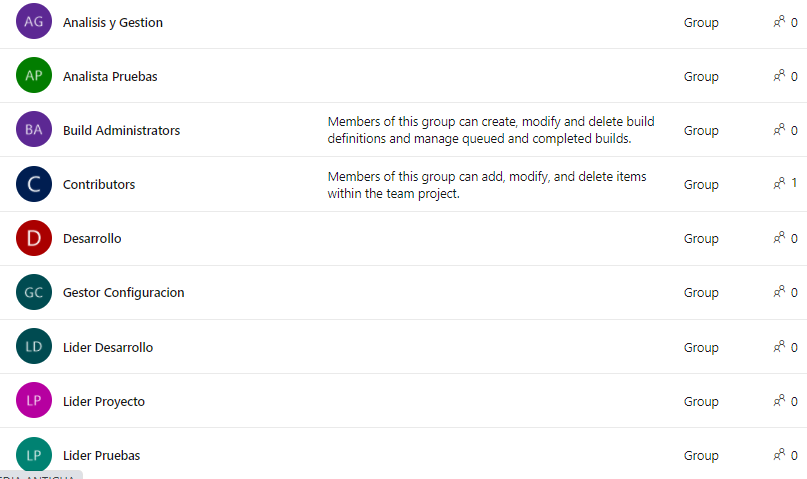 AG Analisis y Gestion Group 0
AP Analista Pruebas Group 0
BA Build Administrators Members of this group can create, modify and delete build
definitions and manage queued and completed builds. Group 0
C Contributors Members of this group can add, modify, and delete items
within the team project. Group 1
D Desarrollo Group 0
GC Gestor Configuracion Group 0
LD Lider Desarrollo Group 0
LP Lider Proyecto Group 0
LP Lider Pruebas Group 0